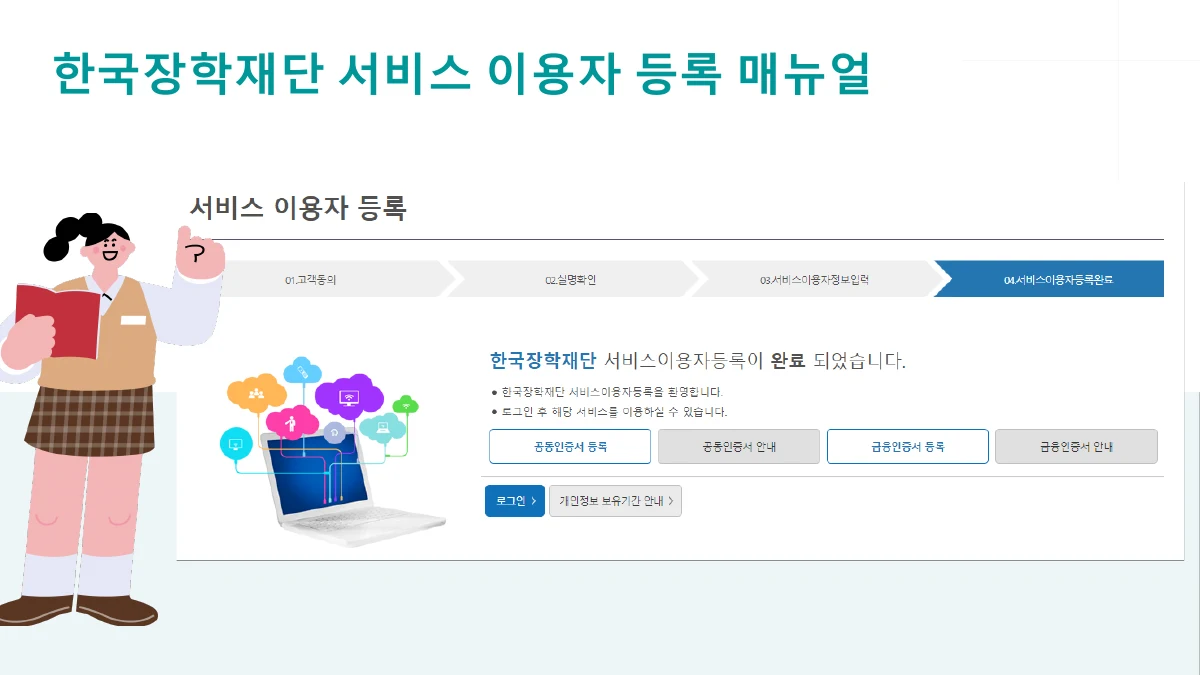 한국장학재단 서비스 이용자 등록 매뉴얼
서비스 이용자 등록
01.고객동의
02.실명확인
03.서비스이용자정보입력
04.서비스이용자등록완료
한국장학재단 서비스이용자등록이 완료 되었습니다.
• 한국장학재단 서비스이용자등록을 환영합니다.
• 로그인 후 해당 서비스를 이용하실 수 있습니다.
공동인증서 등록
공동인증서 안내
금융인증서 등록
금융인증서 안내
로그인 >
개인정보 보유기간 안내 >